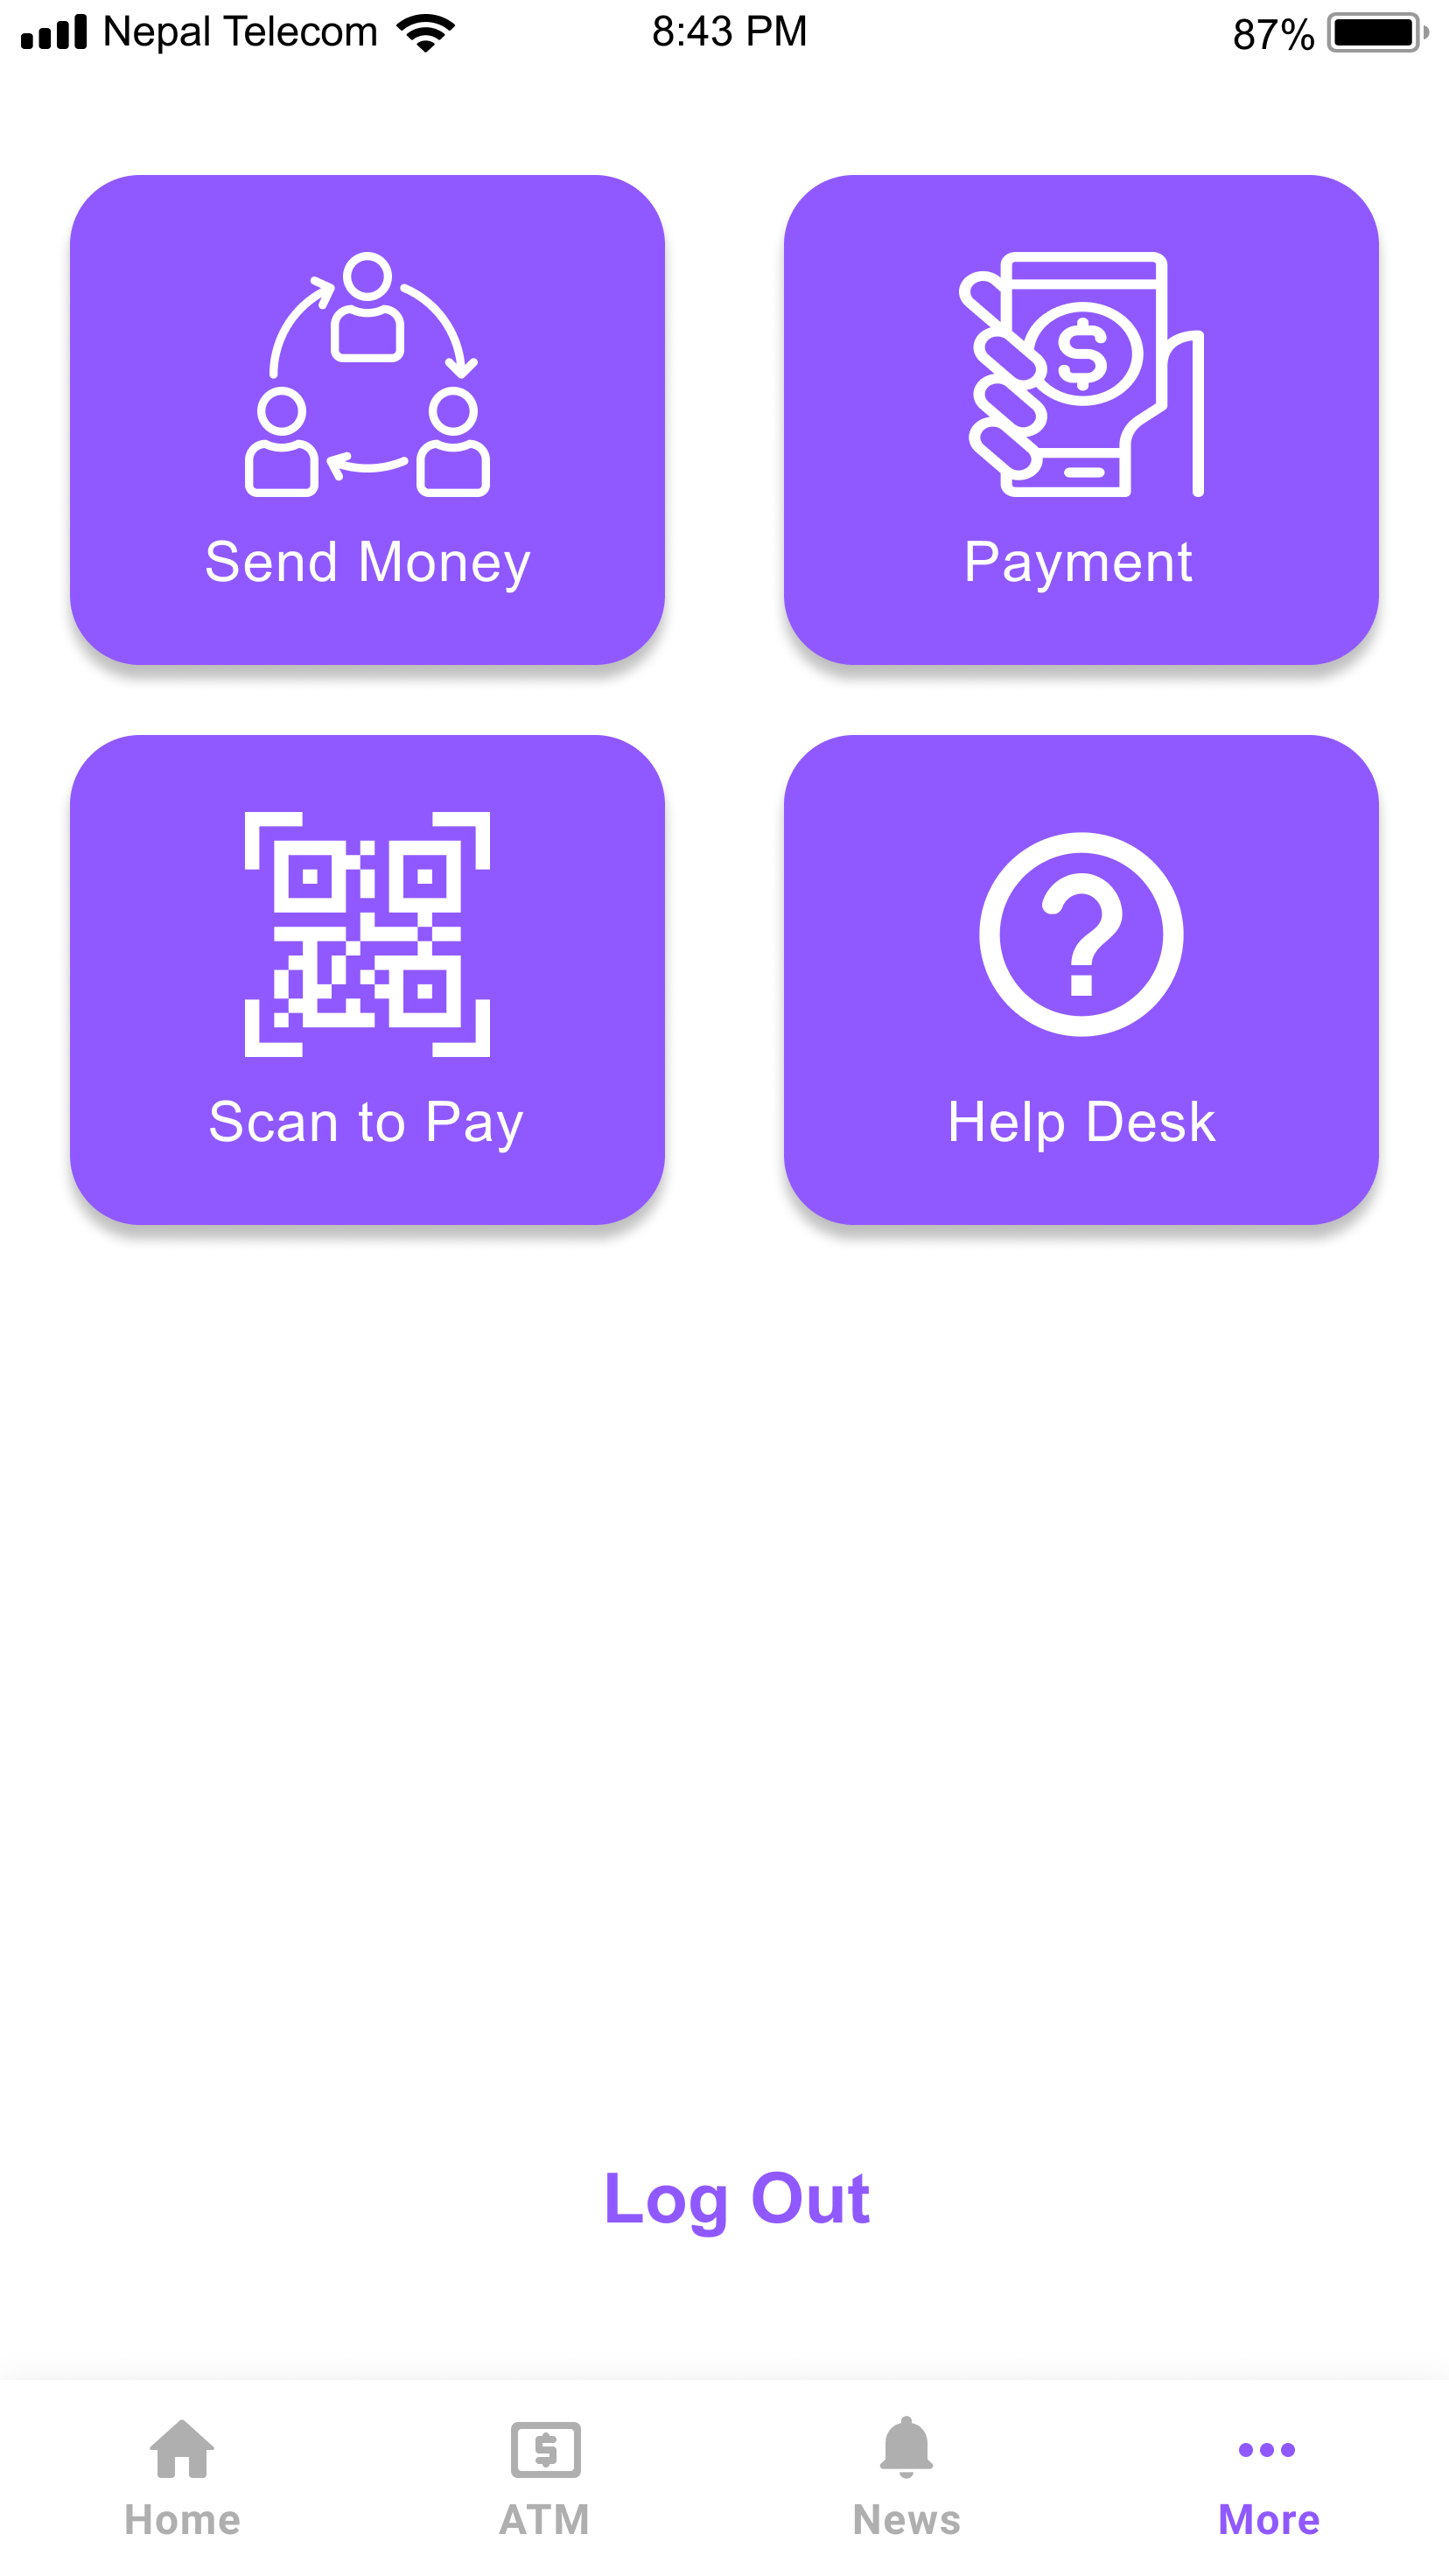 Nepal Telecom 8:43 PM 87%
Send Money Payment
Scan to Pay Help Desk
Log Out
Home ATM News More